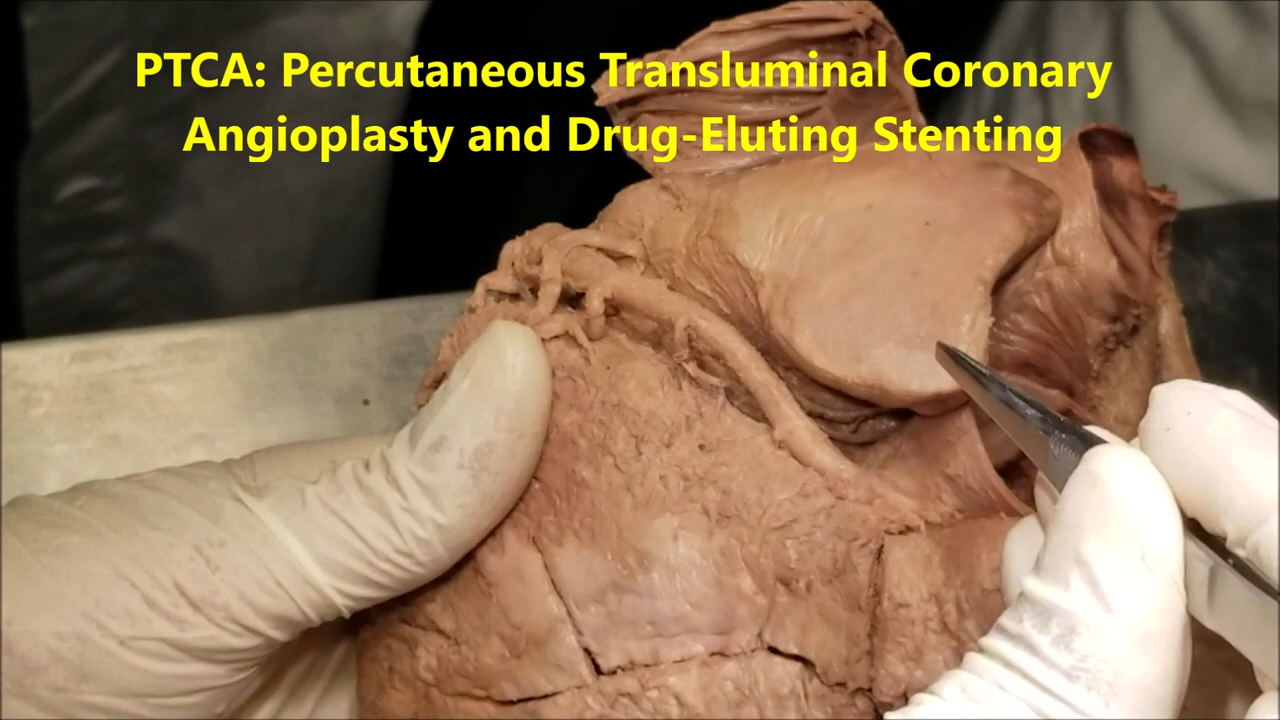 PTCA: Percutaneous Transluminal Coronary
Angioplasty and Drug-Eluting Stenting